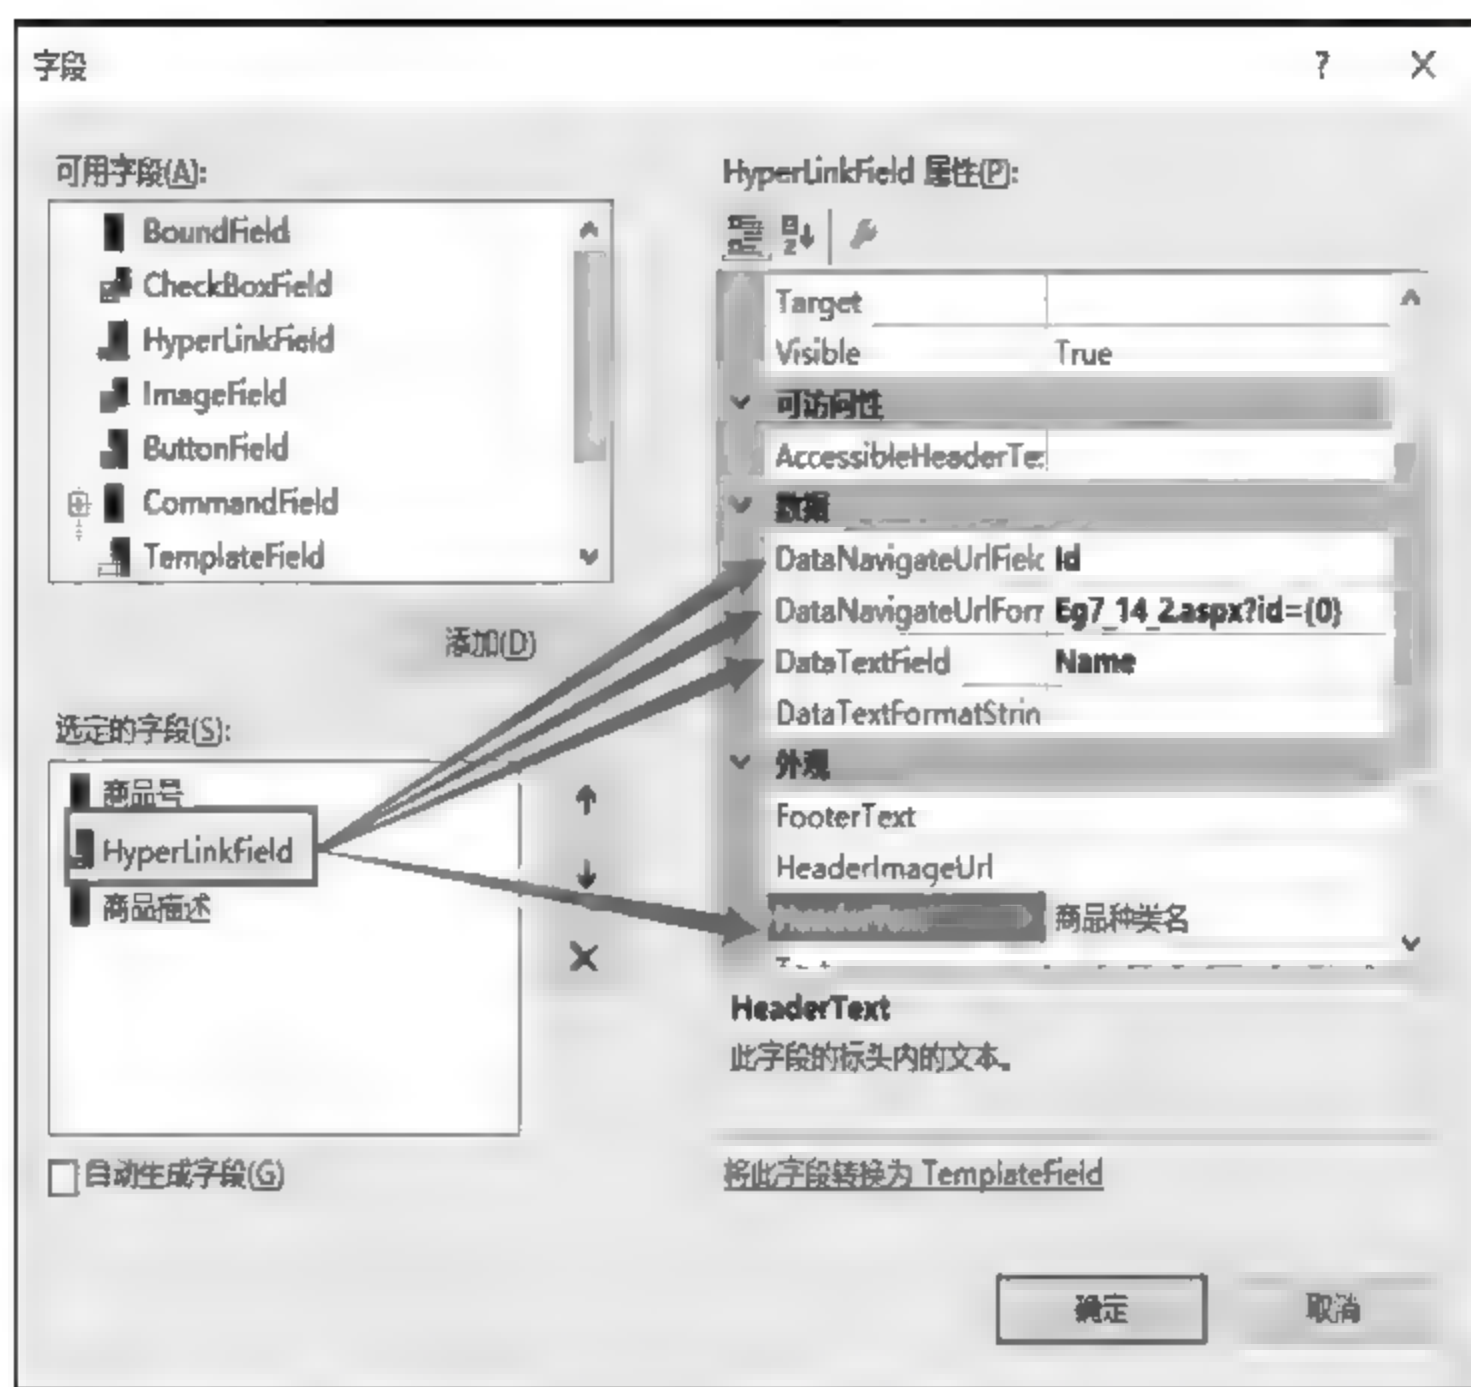 字段
?
可用字段(A):
BoundField
CheckBoxField
HyperLinkField
ImageField
ButtonField
CommandField
TemplateField
添加(D)
选定的字段(S):
商品号
HyperLinkField
商品描述
自动生成字段(G)
HyperLinkField 属性(P):
Target
Visible True
可访问性
AccessibleHeaderTe
数据
DataNavigateUrlFielc Id
DataNavigateUrlForr Eg7_14_2.aspx?id={0}
DataTextField Name
DataTextFormatStrin
外观
FooterText
HeaderImageUrl
商品种类名
HeaderText
此字段的标头内的文本。
将此字段转换为 TemplateField
确定
取消